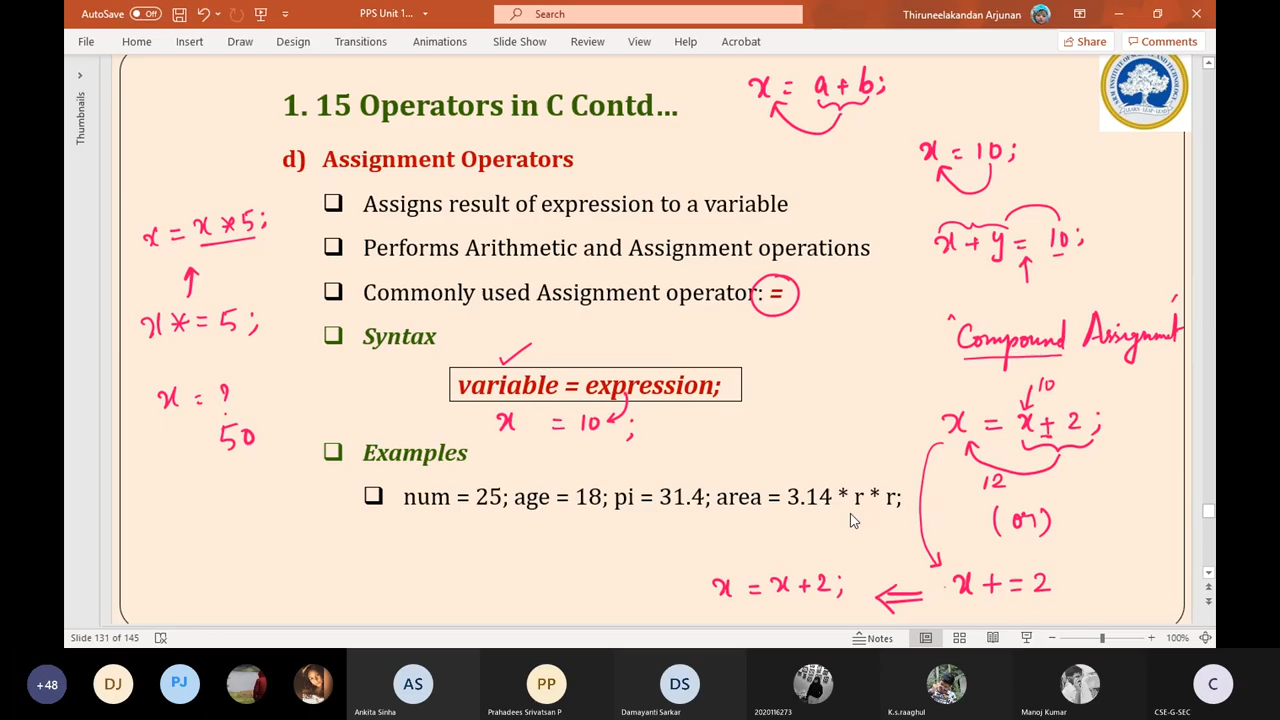 AutoSave Off PPS Unit 1... Search Thiruneelakandan Arjunan
File Home Insert Draw Design Transitions Animations Slide Show Review View Help Acrobat Share Comments
Thumbnails
1. 15 Operators in C Contd...
x = a + b;
d) Assignment Operators
x = 10;
Assigns result of expression to a variable
x = x * 5;
x + y = 10;
Performs Arithmetic and Assignment operations
Commonly used Assignment operator: =
x * = 5;
"Compound Assignment"
Syntax
variable = expression;
x = 10;
x = ?
50
10
x = x + 2;
12
(or)
x + = 2
x = x + 2;
Examples
num = 25; age = 18; pi = 31.4; area = 3.14 * r * r;
Slide 131 of 145 Notes 100%
+48 DJ PJ AS PP DS C
Ankita Sinha Prahadees Srivatsan P Damayanti Sarkar 2020116273 K.s.raaghul Manoj Kumar CSE-G-SEC